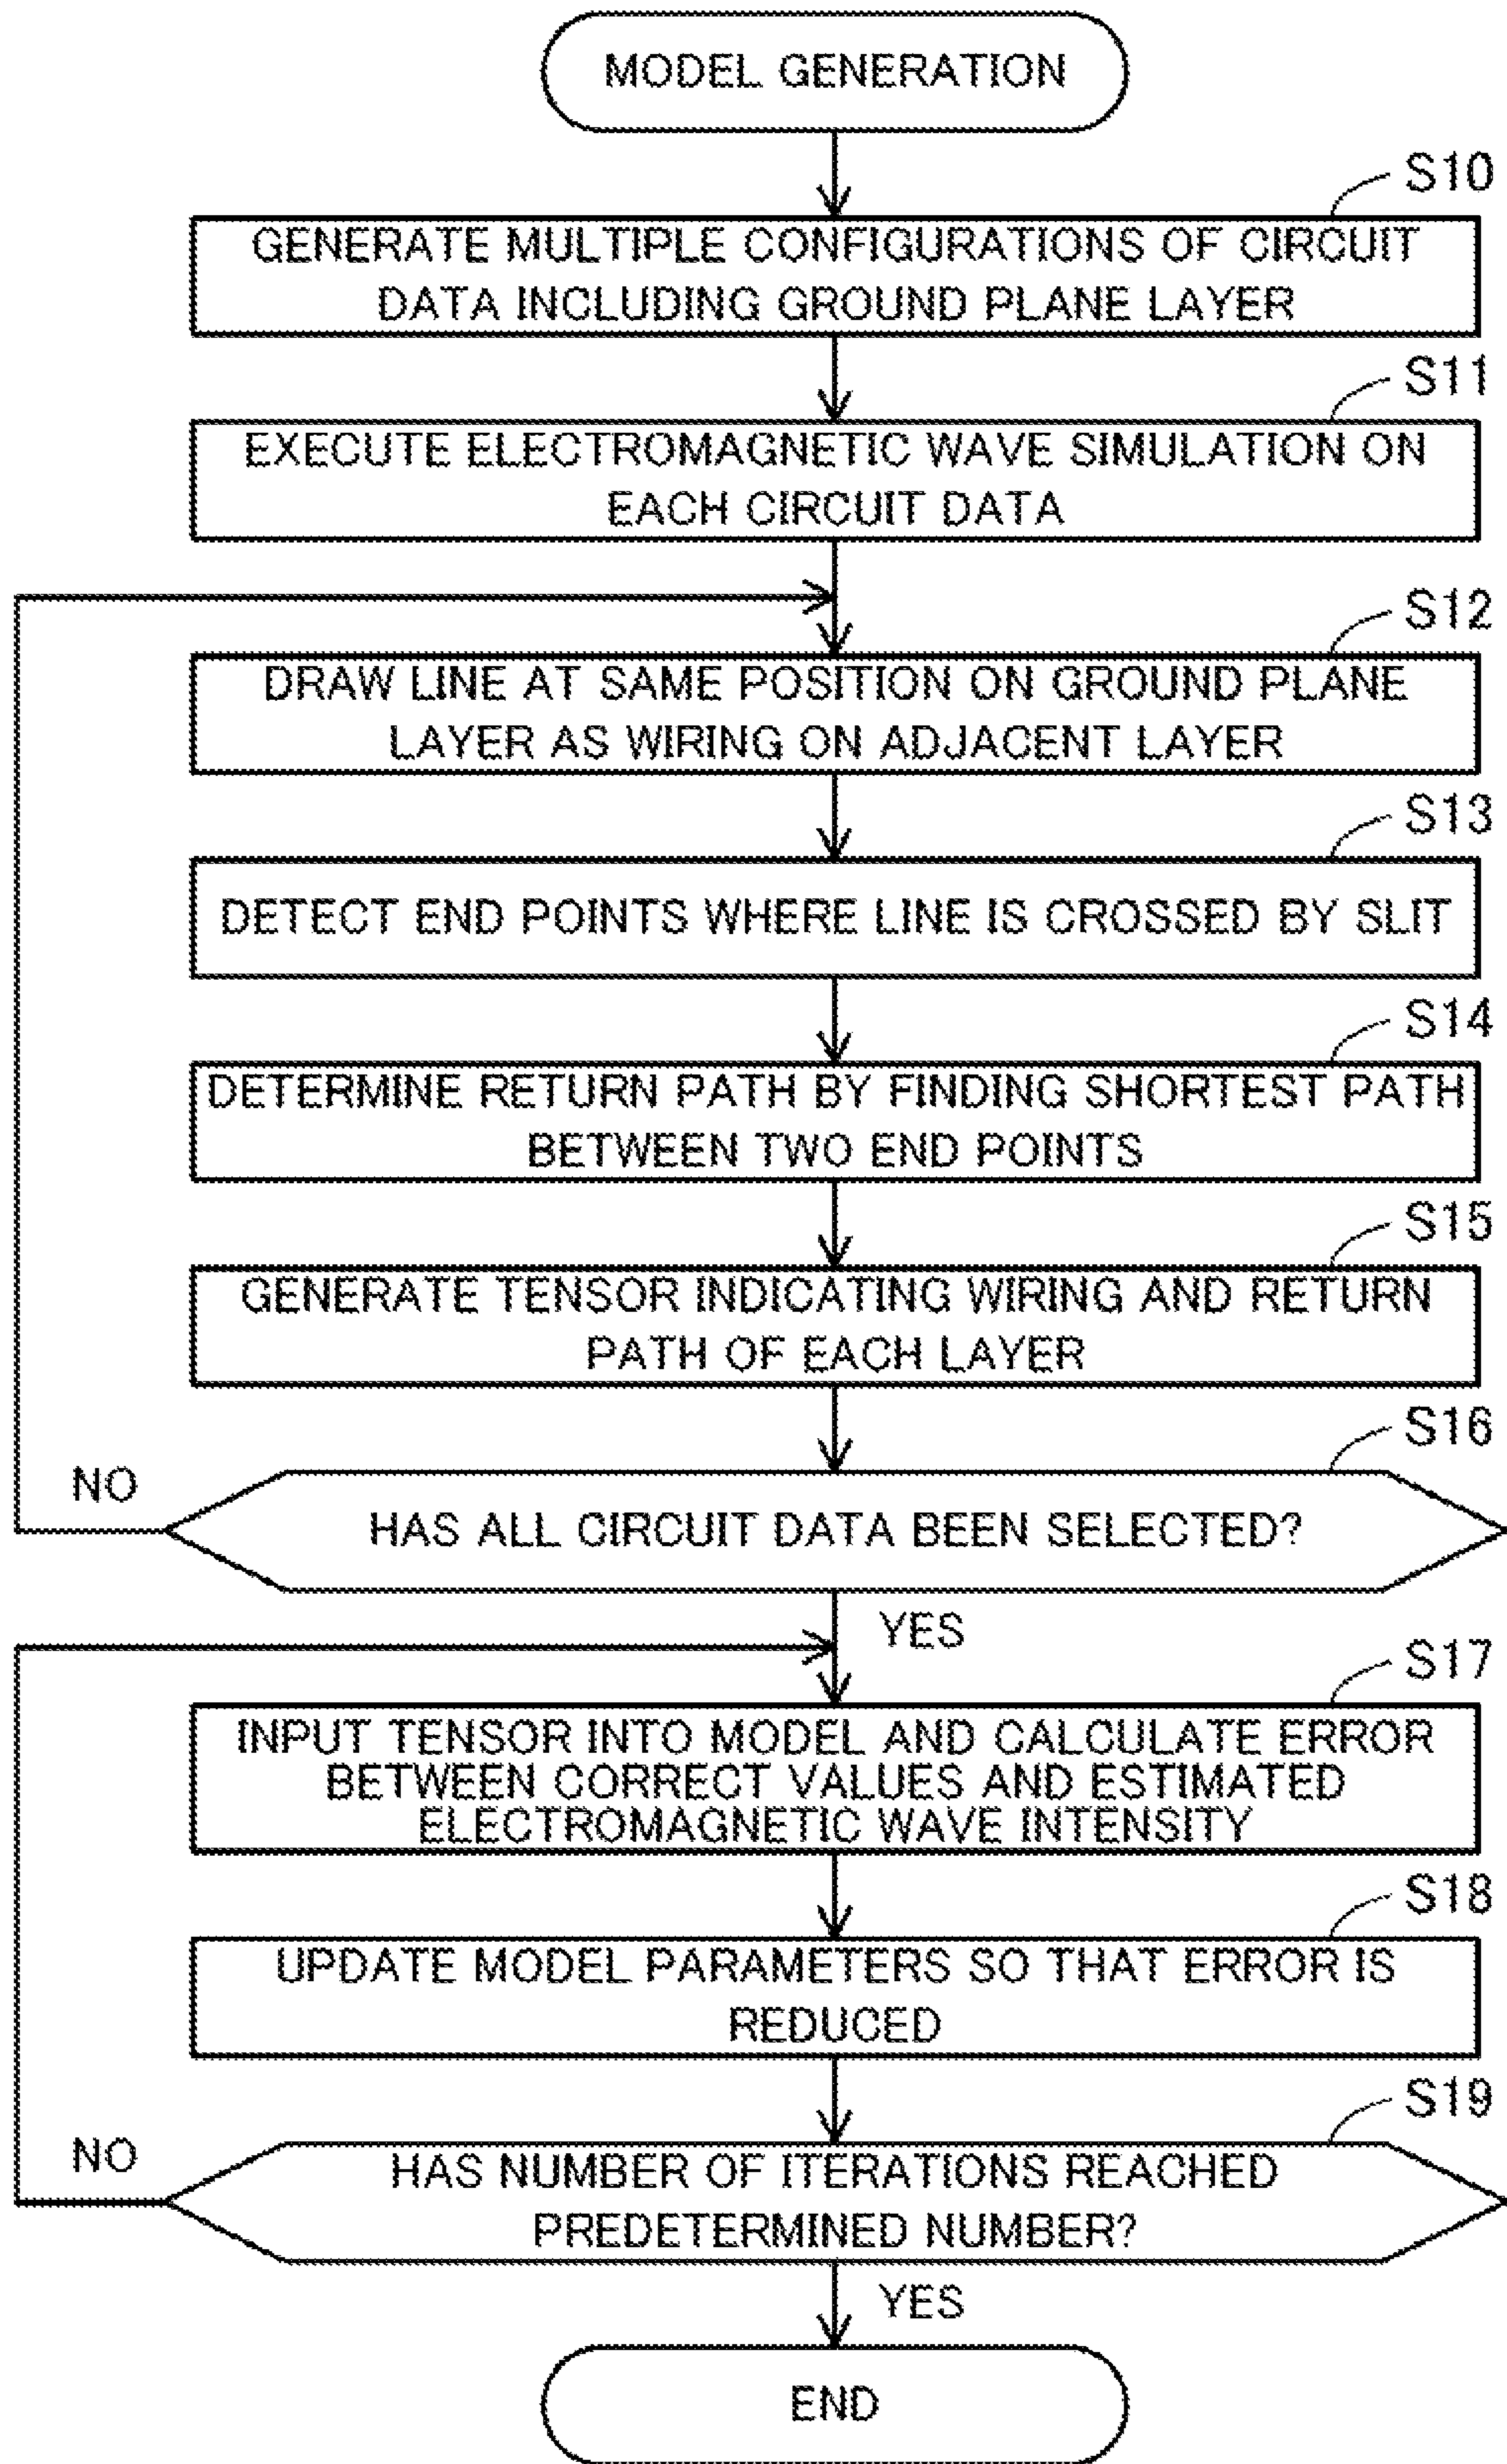 MODEL GENERATION
S10
GENERATE MULTIPLE CONFIGURATIONS OF CIRCUIT
DATA INCLUDING GROUND PLANE LAYER
S11
EXECUTE ELECTROMAGNETIC WAVE SIMULATION ON
EACH CIRCUIT DATA
S12
DRAW LINE AT SAME POSITION ON GROUND PLANE
LAYER AS WIRING ON ADJACENT LAYER
S13
DETECT END POINTS WHERE LINE IS CROSSED BY SLIT
S14
DETERMINE RETURN PATH BY FINDING SHORTEST PATH
BETWEEN TWO END POINTS
S15
GENERATE TENSOR INDICATING WIRING AND RETURN
PATH OF EACH LAYER
S16
NO
HAS ALL CIRCUIT DATA BEEN SELECTED?
YES
S17
INPUT TENSOR INTO MODEL AND CALCULATE ERROR
BETWEEN CORRECT VALUES AND ESTIMATED
ELECTROMAGNETIC WAVE INTENSITY
S18
UPDATE MODEL PARAMETERS SO THAT ERROR IS
REDUCED
S19
NO
HAS NUMBER OF ITERATIONS REACHED
PREDETERMINED NUMBER?
YES
END